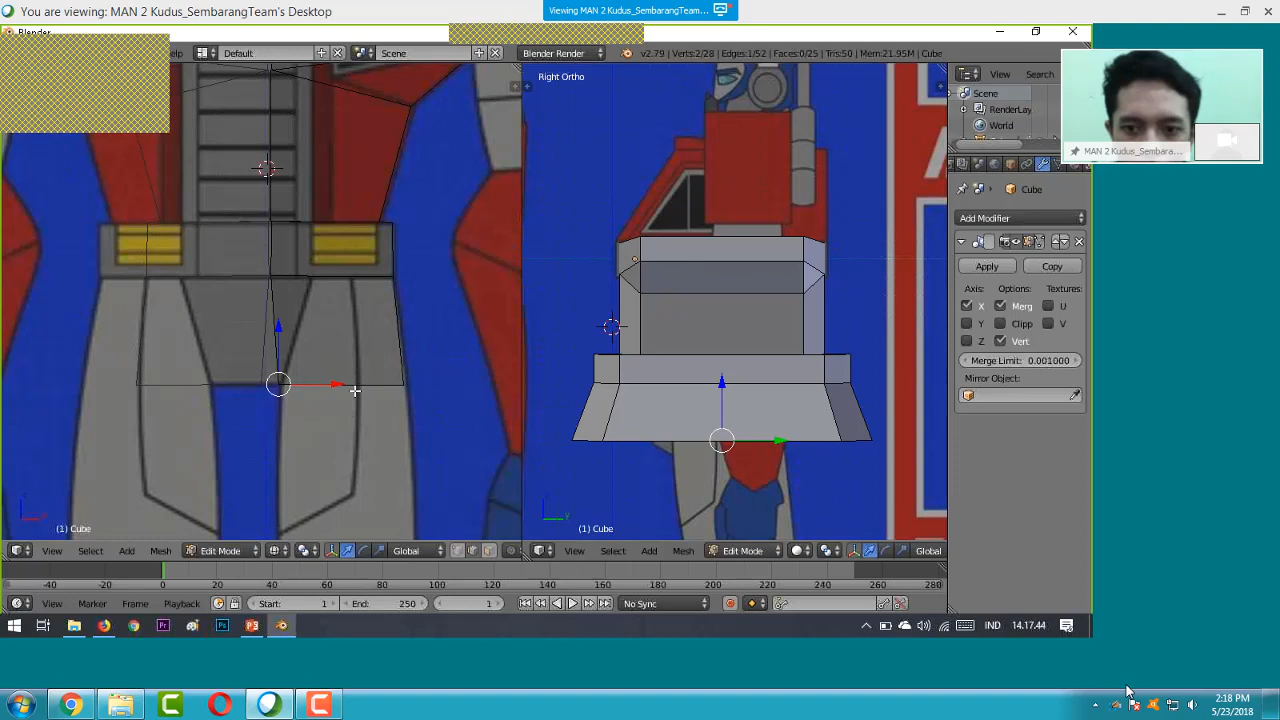 You are viewing: MAN 2 Kudus_SembarangTeam's Desktop
Viewing MAN 2 Kudus_SembarangTeam...
Blender
elp
Default
Scene
Blender Render
v2.79 | Verts:2/28 | Edges:1/52 | Faces:0/25 | Tris:50 | Mem:21.95M | Cube
Right Ortho
View
Search
Scene
RenderLay
World
MAN 2 Kudus_Sembara...
Cube
Add Modifier
Apply
Copy
Axis:
Options:
Textures:
X
Merg
U
Y
Clipp
V
Z
Vert
Merge Limit: 0.001000
Mirror Object:
(1) Cube
(1) Cube
View
Select
Add
Mesh
Edit Mode
Global
View
Select
Add
Mesh
Edit Mode
Global
-40
-20
0
20
40
60
80
100
120
140
160
180
200
220
240
260
280
View
Marker
Frame
Playback
Start:
1
End:
250
1
No Sync
IND
14.17.44
2:18 PM
5/23/2018